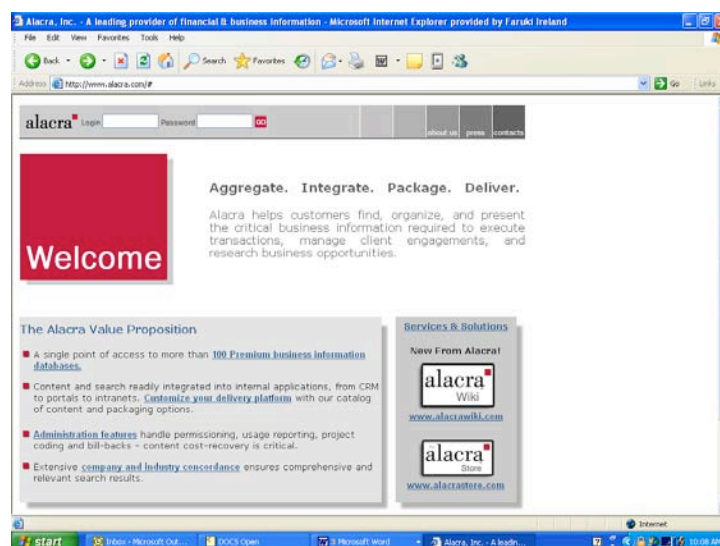 Alacra, Inc. - A leading provider of financial & business information - Microsoft Internet Explorer provided by Faruki Ireland
File Edit View Favorites Tools Help
Back Search Favorites
Address http://www.alacra.com/# Go Links
alacra Login Password GO about us press contacts
Welcome
Aggregate. Integrate. Package. Deliver.
Alacra helps customers find, organize, and present
the critical business information required to execute
transactions, manage client engagements, and
research business opportunities.
The Alacra Value Proposition
A single point of access to more than 100 Premium business information
databases.
Content and search readily integrated into internal applications, from CRM
to portals to intranets. Customize your delivery platform with our catalog
of content and packaging options.
Administration features handle permissioning, usage reporting, project
coding and bill-backs – content cost-recovery is critical.
Extensive company and industry concordance ensures comprehensive and
relevant search results.
Services & Solutions
New From Alacra!
alacra
Wiki
www.alacrawiki.com
alacra
Store
www.alacrastore.com
Internet
start Inbox - Microsoft Out... DOCS Open 3 Microsoft Word Alacra, Inc. - A leadin... 10:08 AM